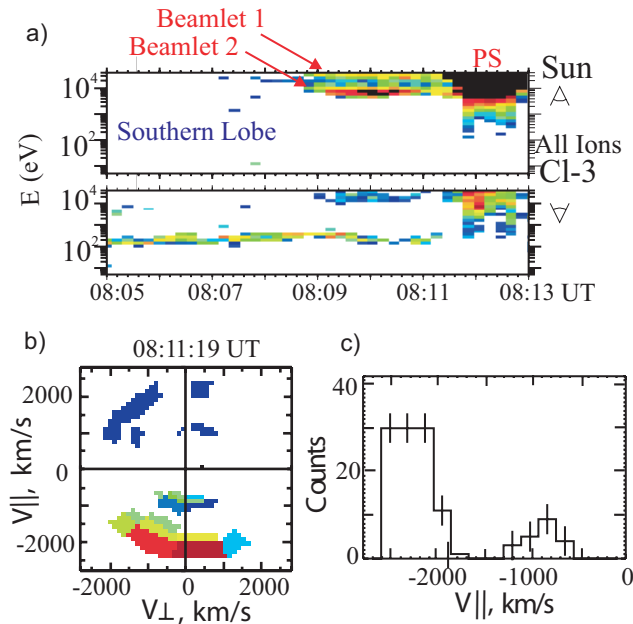 a)
Beamlet 1
Beamlet 2
PS
Sun
Southern Lobe
All Ions
Cl-3
E (eV)
10⁴
10²
10⁴
10²
08:05 08:07 08:09 08:11 08:13 UT
b)
08:11:19 UT
V||, km/s
2000
0
-2000
-2000 0 2000
V⊥, km/s
c)
Counts
40
20
0
-2000 -1000 0
V||, km/s